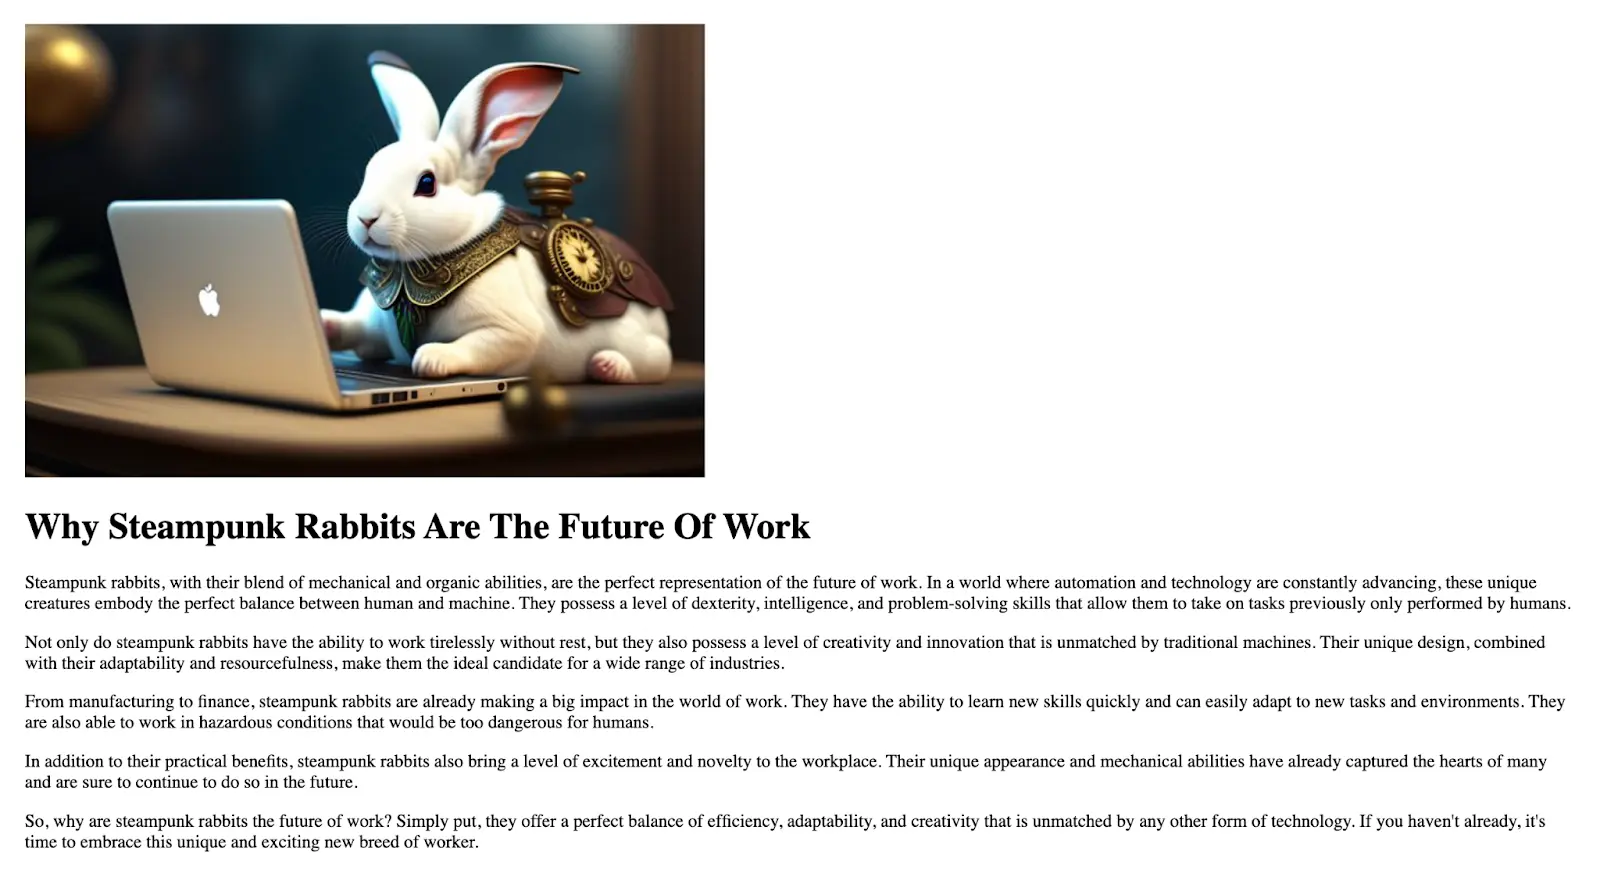 Why Steampunk Rabbits Are The Future Of Work
Steampunk rabbits, with their blend of mechanical and organic abilities, are the perfect representation of the future of work. In a world where automation and technology are constantly advancing, these unique
creatures embody the perfect balance between human and machine. They possess a level of dexterity, intelligence, and problem-solving skills that allow them to take on tasks previously only performed by humans.
Not only do steampunk rabbits have the ability to work tirelessly without rest, but they also possess a level of creativity and innovation that is unmatched by traditional machines. Their unique design, combined
with their adaptability and resourcefulness, make them the ideal candidate for a wide range of industries.
From manufacturing to finance, steampunk rabbits are already making a big impact in the world of work. They have the ability to learn new skills quickly and can easily adapt to new tasks and environments. They
are also able to work in hazardous conditions that would be too dangerous for humans.
In addition to their practical benefits, steampunk rabbits also bring a level of excitement and novelty to the workplace. Their unique appearance and mechanical abilities have already captured the hearts of many
and are sure to continue to do so in the future.
So, why are steampunk rabbits the future of work? Simply put, they offer a perfect balance of efficiency, adaptability, and creativity that is unmatched by any other form of technology. If you haven't already, it's
time to embrace this unique and exciting new breed of worker.